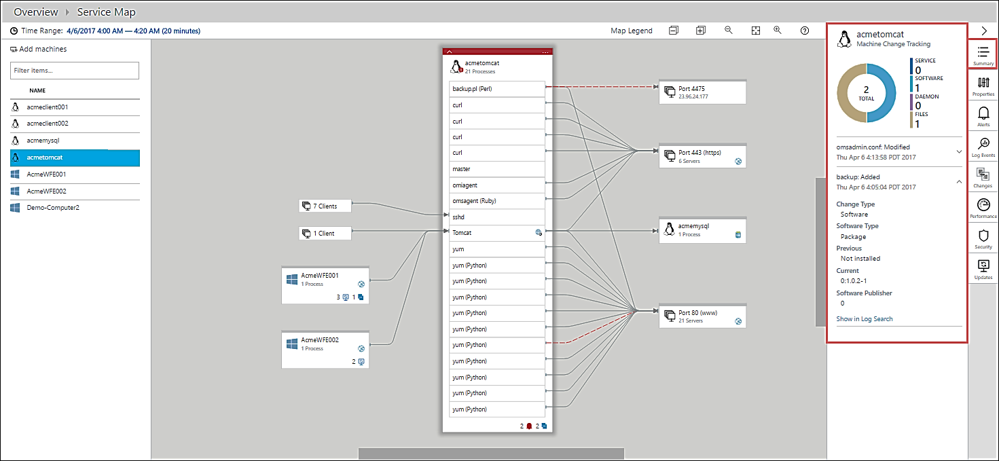 Overview Service Map
Time Range: 4/6/2017 4:00 AM — 4:20 AM (20 minutes)
Map Legend
Add machines
Filter items...
NAME
acmeclient001
acmeclient002
acmemysql
acmetomcat
AcmeWFE001
AcmeWFE002
Demo-Computer2
7 Clients
1 Client
AcmeWFE001
1 Process
3 1
AcmeWFE002
1 Process
2
acmetomcat
21 Processes
backup.pl (Perl)
curl
curl
curl
curl
master
omiagent
omsagent (Ruby)
sshd
Tomcat
yum
yum (Python)
yum (Python)
yum (Python)
yum (Python)
yum (Python)
yum (Python)
yum (Python)
yum (Python)
yum (Python)
yum (Python)
2 2
Port 4475
23.96.24.177
Port 443 (https)
6 Servers
acmemysql
1 Process
Port 80 (www)
21 Servers
acmetomcat
Machine Change Tracking
2
TOTAL
SERVICE
0
SOFTWARE
1
DAEMON
0
FILES
1
omsadmin.conf: Modified
Thu Apr 6 4:13:58 PDT 2017
backup: Added
Thu Apr 6 4:05:04 PDT 2017
Change Type
Software
Software Type
Package
Previous
Not installed
Current
0:1.0.2-1
Software Publisher
0
Show in Log Search
Summary
Properties
Alerts
Log Events
Changes
Performance
Security
Updates